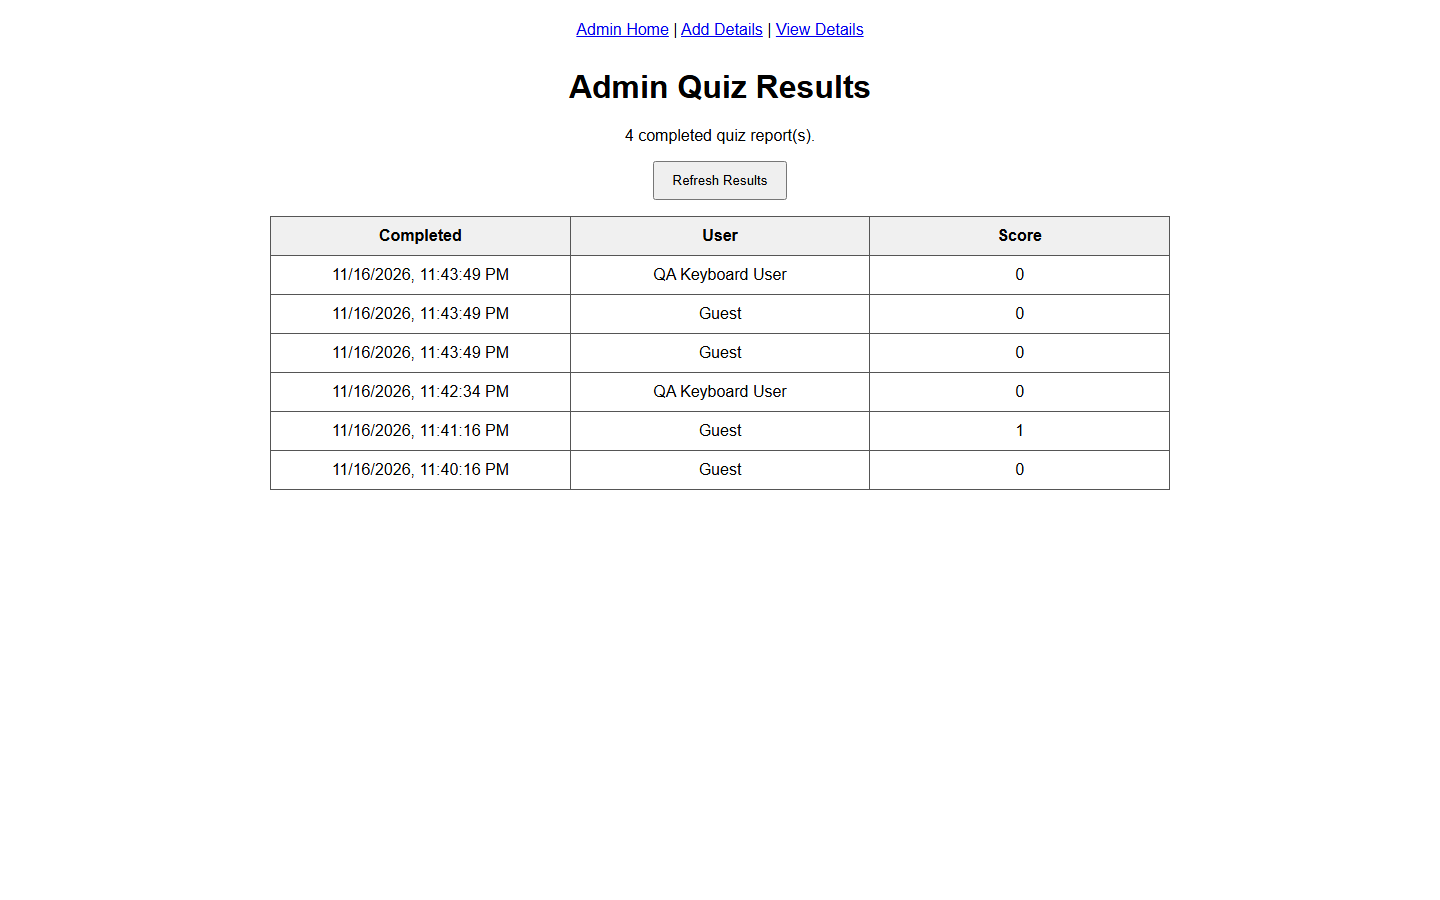 Admin Home | Add Details | View Details
Admin Quiz Results
4 completed quiz report(s).
Refresh Results
Completed User Score
11/16/2026, 11:43:49 PM QA Keyboard User 0
11/16/2026, 11:43:49 PM Guest 0
11/16/2026, 11:43:49 PM Guest 0
11/16/2026, 11:42:34 PM QA Keyboard User 0
11/16/2026, 11:41:16 PM Guest 1
11/16/2026, 11:40:16 PM Guest 0